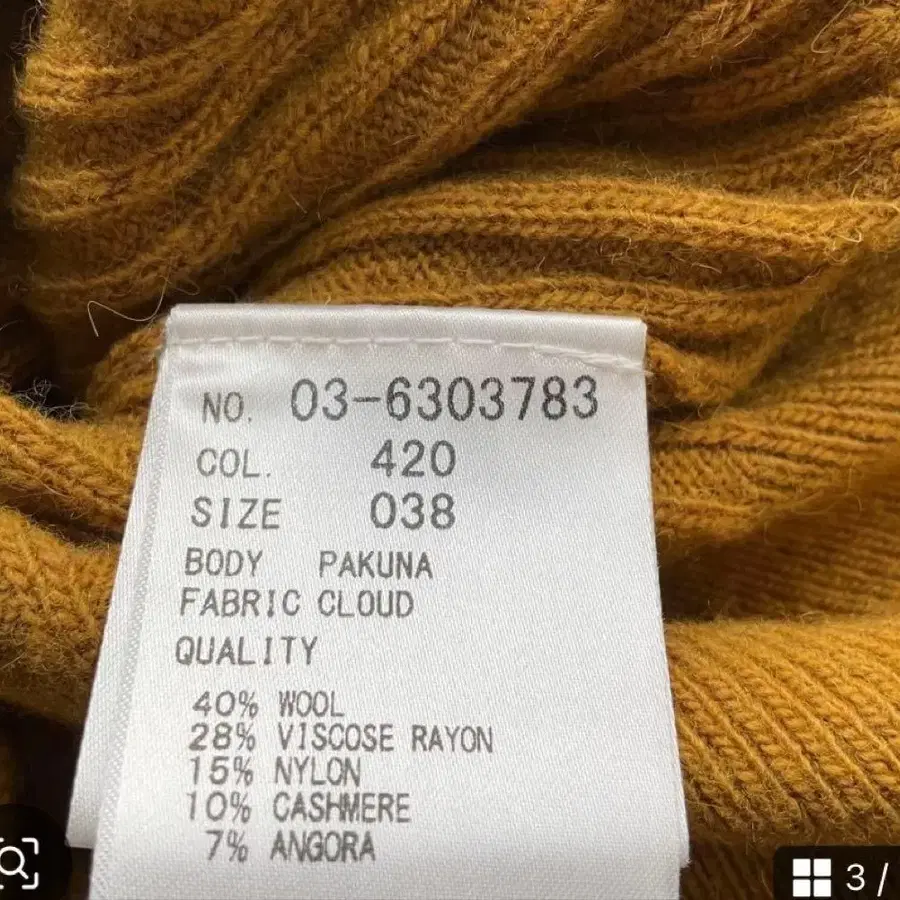 NO. 03-6303783
COL. 420
SIZE 038
BODY PAKUNA
FABRIC CLOUD
QUALITY
40% WOOL
28% VISCOSE RAYON
15% NYLON
10% CASHMERE
7% ANGORA
3 /